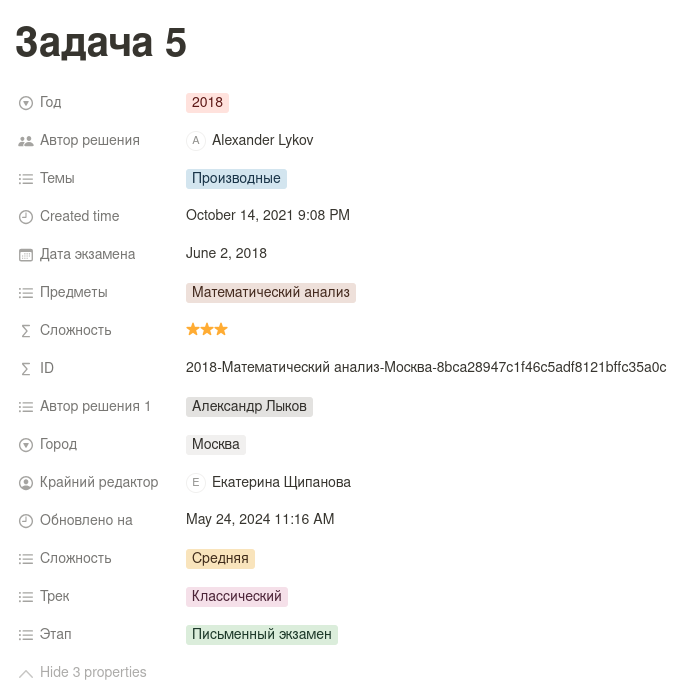 Задача 5
Год 2018
Автор решения A Alexander Lykov
Темы Производные
Created time October 14, 2021 9:08 PM
Дата экзамена June 2, 2018
Предметы Математический анализ
Сложность ⭐⭐⭐
ID 2018-Математический анализ-Москва-8bca28947c1f46c5adf8121bffc35a0c
Автор решения 1 Александр Лыков
Город Москва
Крайний редактор E Екатерина Щипанова
Обновлено на May 24, 2024 11:16 AM
Сложность Средняя
Трек Классический
Этап Письменный экзамен
Hide 3 properties